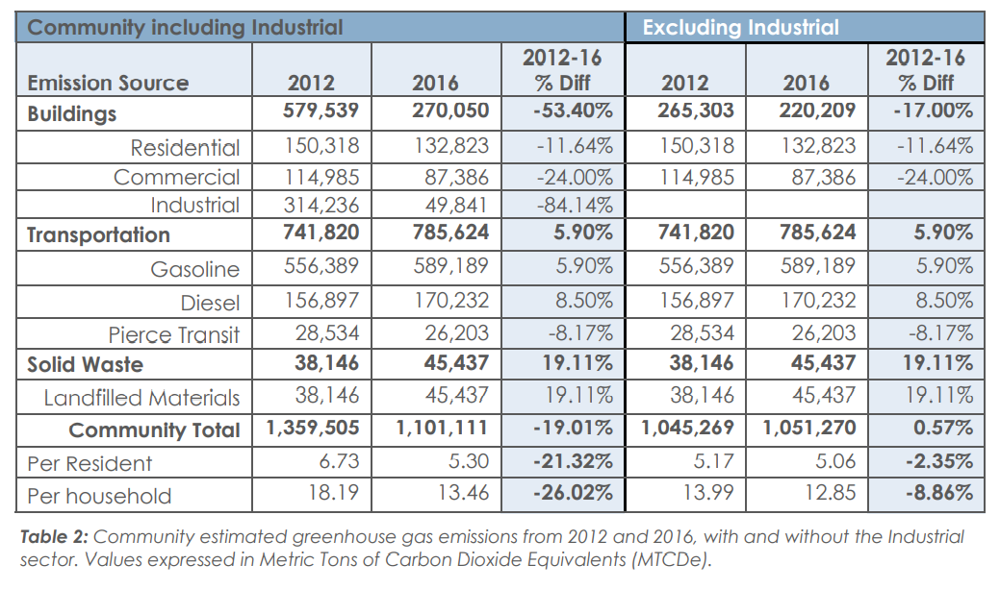 Community including Industrial Excluding Industrial
Emission Source 2012 2016 2012-16 % Diff 2012 2016 2012-16 % Diff
Buildings 579,539 270,050 -53.40% 265,303 220,209 -17.00%
Residential 150,318 132,823 -11.64% 150,318 132,823 -11.64%
Commercial 114,985 87,386 -24.00% 114,985 87,386 -24.00%
Industrial 314,236 49,841 -84.14%
Transportation 741,820 785,624 5.90% 741,820 785,624 5.90%
Gasoline 556,389 589,189 5.90% 556,389 589,189 5.90%
Diesel 156,897 170,232 8.50% 156,897 170,232 8.50%
Pierce Transit 28,534 26,203 -8.17% 28,534 26,203 -8.17%
Solid Waste 38,146 45,437 19.11% 38,146 45,437 19.11%
Landfilled Materials 38,146 45,437 19.11% 38,146 45,437 19.11%
Community Total 1,359,505 1,101,111 -19.01% 1,045,269 1,051,270 0.57%
Per Resident 6.73 5.30 -21.32% 5.17 5.06 -2.35%
Per household 18.19 13.46 -26.02% 13.99 12.85 -8.86%
Table 2: Community estimated greenhouse gas emissions from 2012 and 2016, with and without the Industrial
sector. Values expressed in Metric Tons of Carbon Dioxide Equivalents (MTCDe).